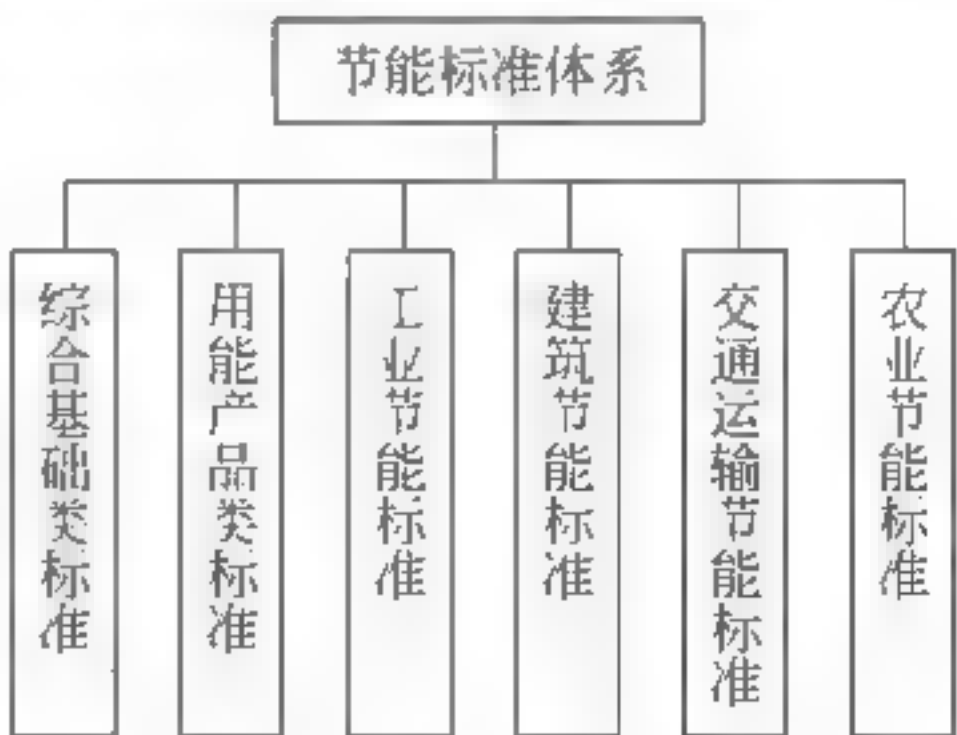 节能标准体系
综合基础类标准
用能产品类标准
工业节能标准
建筑节能标准
交通运输节能标准
农业节能标准